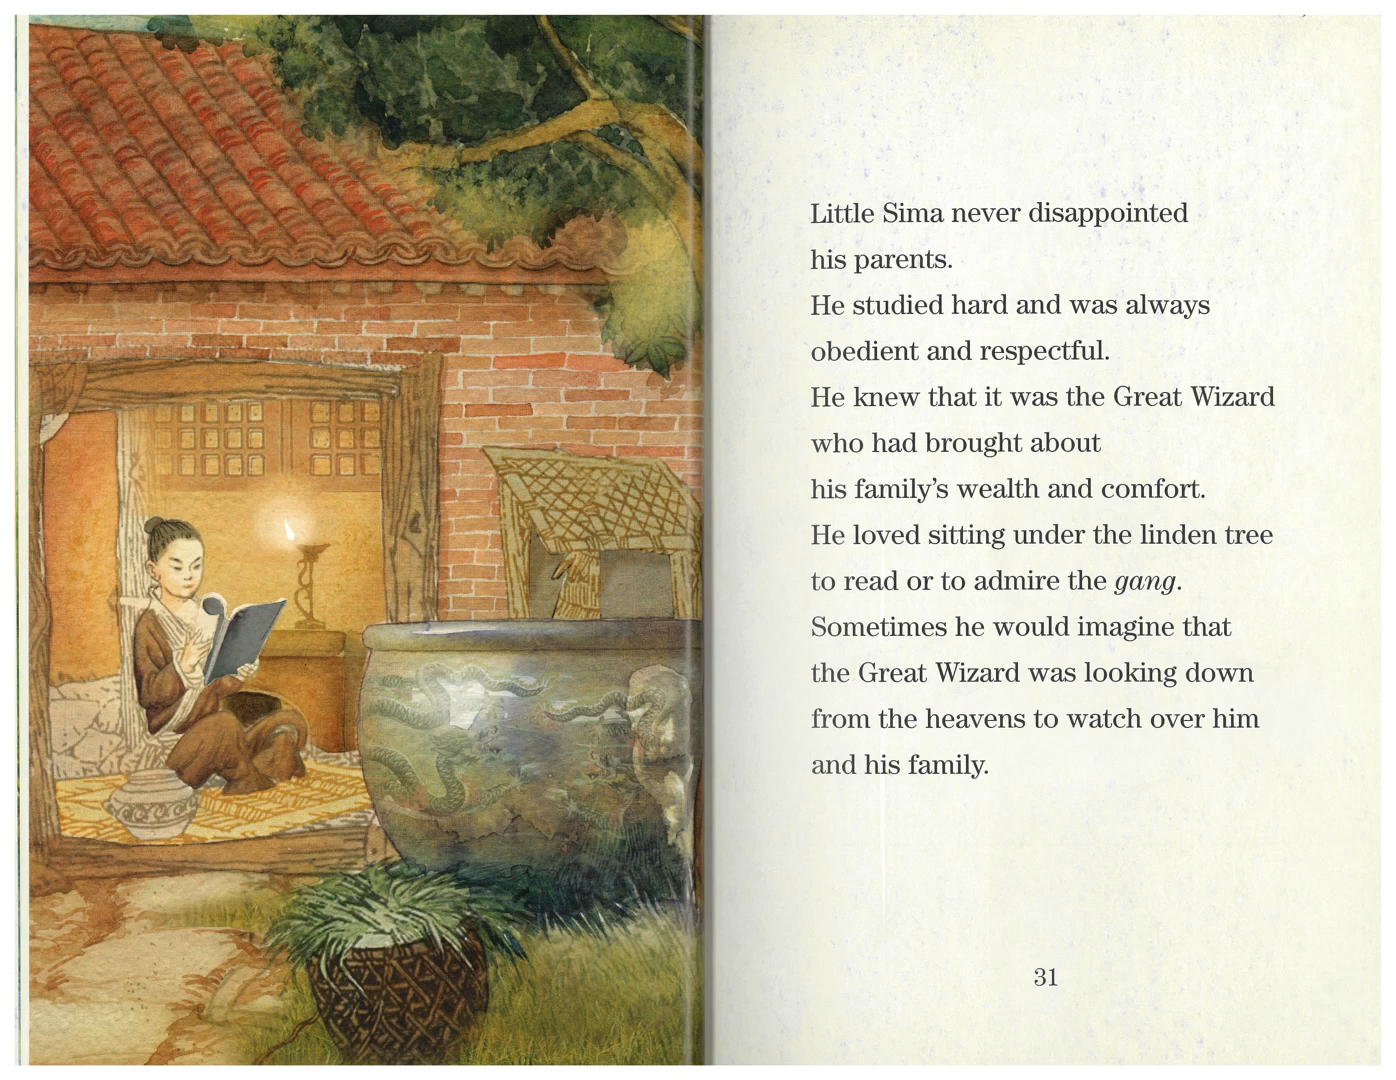 Little Sima never disappointed
his parents.
He studied hard and was always
obedient and respectful.
He knew that it was the Great Wizard
who had brought about
his family’s wealth and comfort.
He loved sitting under the linden tree
to read or to admire the gang.
Sometimes he would imagine that
the Great Wizard was looking down
from the heavens to watch over him
and his family.
31